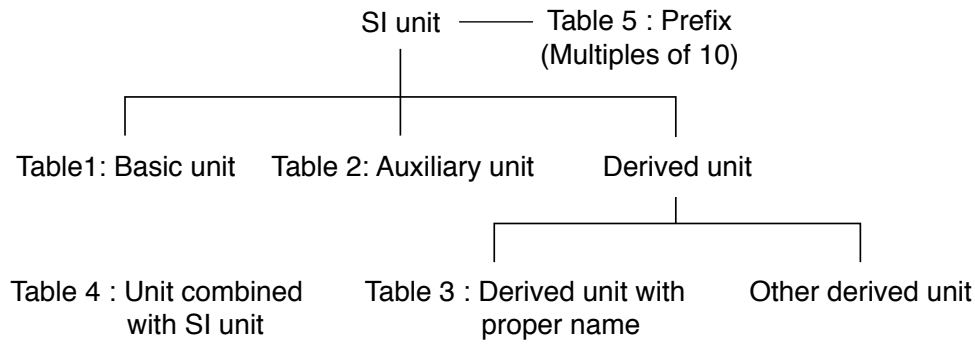 SI unit
Table 5 : Prefix
(Multiples of 10)
Table1: Basic unit
Table 2: Auxiliary unit
Derived unit
Table 4 : Unit combined
with SI unit
Table 3 : Derived unit with
proper name
Other derived unit